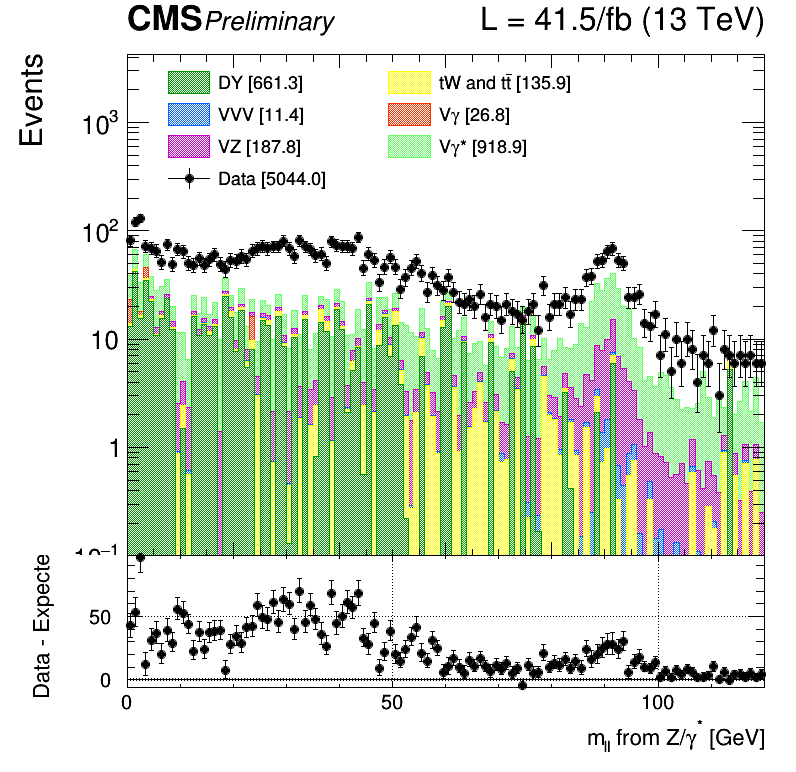 CMS Preliminary L = 41.5/fb (13 TeV)
Events
DY [661.3] tW and tt̄ [135.9]
VVV [11.4] Vγ [26.8]
VZ [187.8] Vγ* [918.9]
Data [5044.0]
10³
10²
10
1
10⁻¹
Data - Expecte
50
0
0 50 100
m_ll from Z/γ* [GeV]